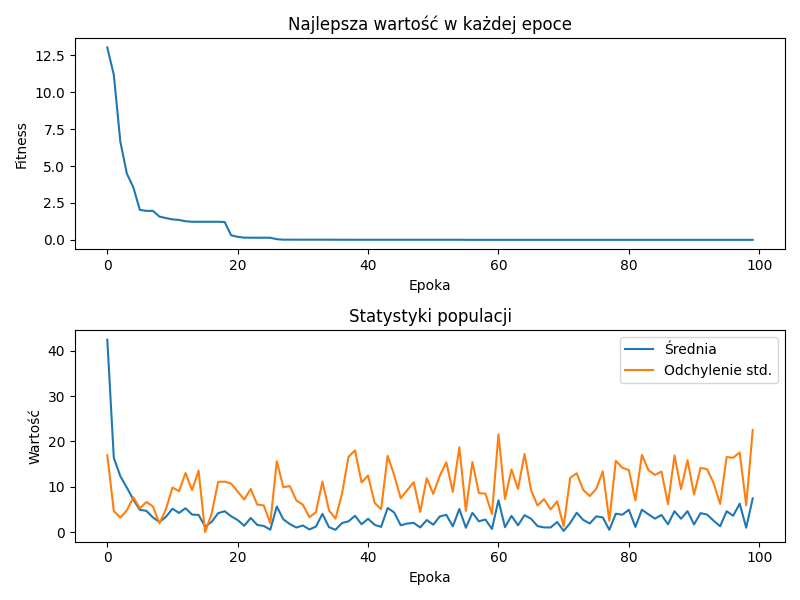 Najlepsza wartość w każdej epoce
12.5
10.0
7.5
5.0
2.5
0.0
Fitness
0 20 40 60 80 100
Epoka
Statystyki populacji
40
30
20
10
0
Wartość
Średnia
Odchylenie std.
0 20 40 60 80 100
Epoka